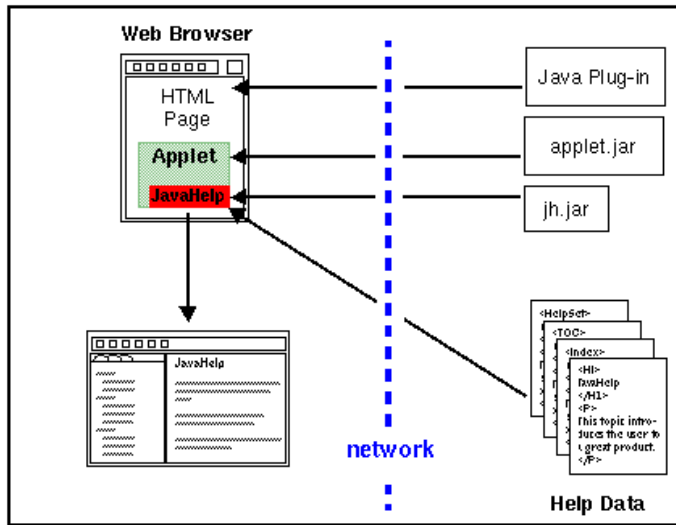 Web Browser
HTML
Page
Applet
JavaHelp
Java Plug-in
applet.jar
jh.jar
JavaHelp
network
<HelpSet>
<TOC>
<Index>
<H1>
JavaHelp
</H1>
<P>
This topic intro-
duces the user to
a great product.
</P>
Help Data